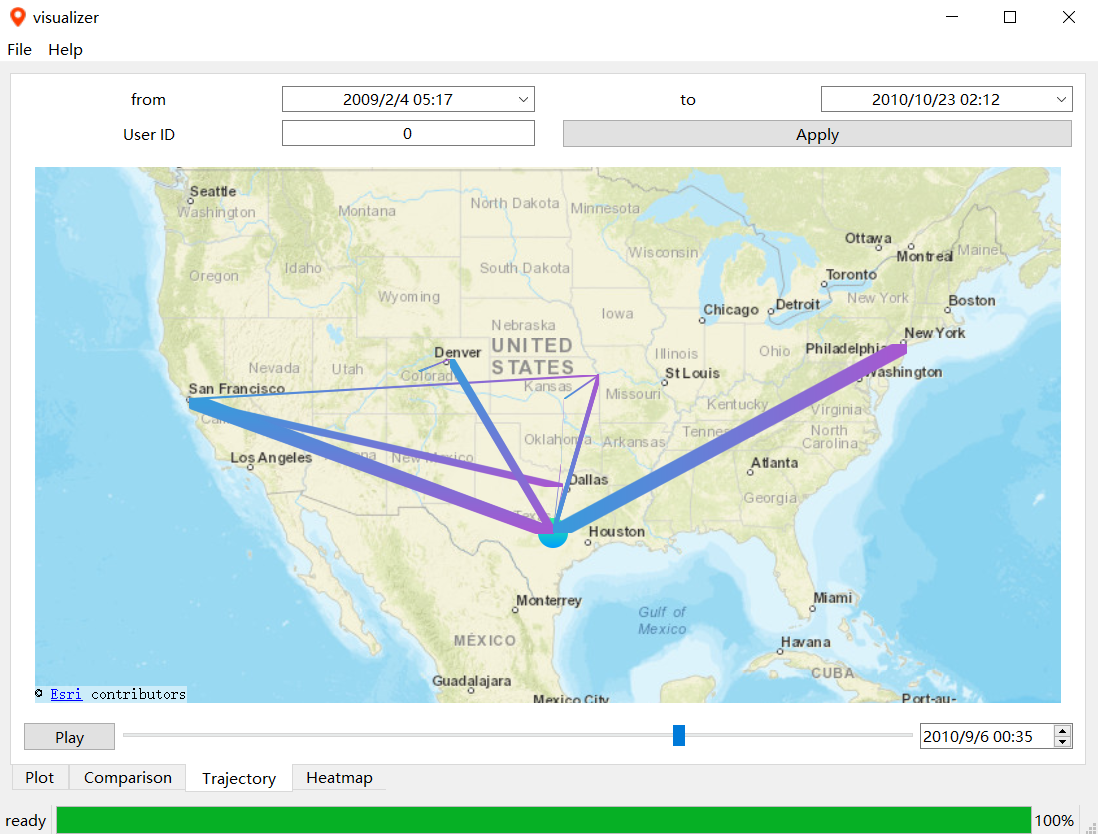 visualizer
File Help
from 2009/2/4 05:17 to 2010/10/23 02:12
User ID 0 Apply
Seattle
Washington
Montana
North Dakota
Minnesota
Ottawa
Montreal
Maine
Oregon
Idaho
South Dakota
Wisconsin
Toronto
Wyoming
Iowa
Chicago
Detroit
New York
Boston
Nebraska
New York
Nevada
Utah
Denver
Colorado
UNITED
STATES
Kansas
Illinois
Ohio
Philadelphia
Washington
San Francisco
St Louis
Missouri
Kentucky
Virginia
Los Angeles
New Mexico
Oklahoma
Arkansas
North
Carolina
Atlanta
Dallas
Georgia
Texas
Houston
Monterrey
Gulf of
Mexico
Miami
MÉXICO
Havana
CUBA
Guadalajara
Mexico City
Port-au-
© Esri contributors
Play 2010/9/6 00:35
Plot Comparison Trajectory Heatmap
ready 100%